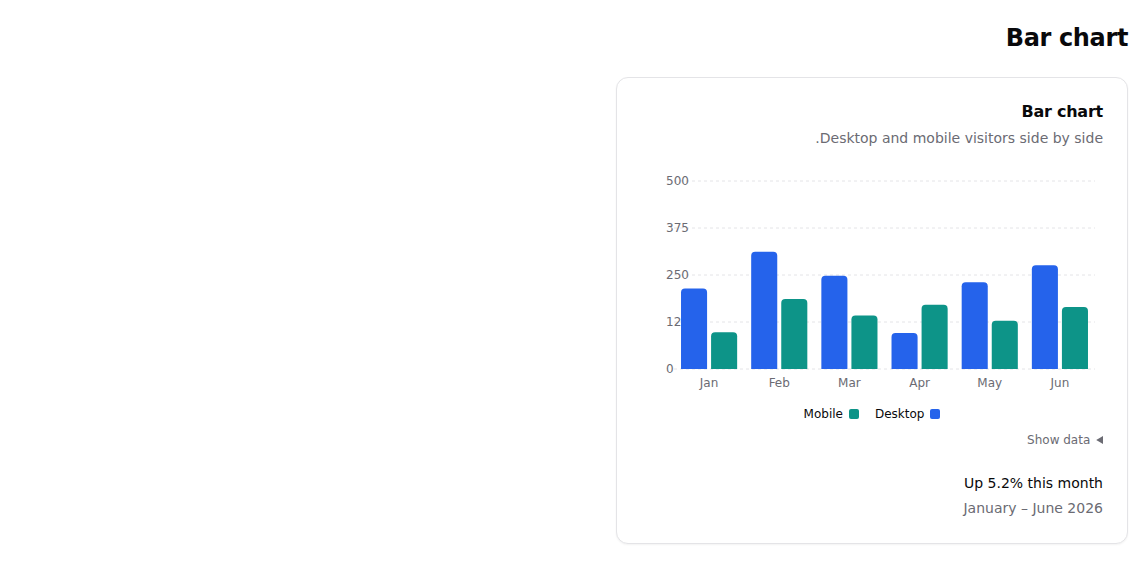 Bar chart
Bar chart
.Desktop and mobile visitors side by side
500
375
250
12
0
Jan Feb Mar Apr May Jun
Mobile Desktop
Show data
Up 5.2% this month
January – June 2026